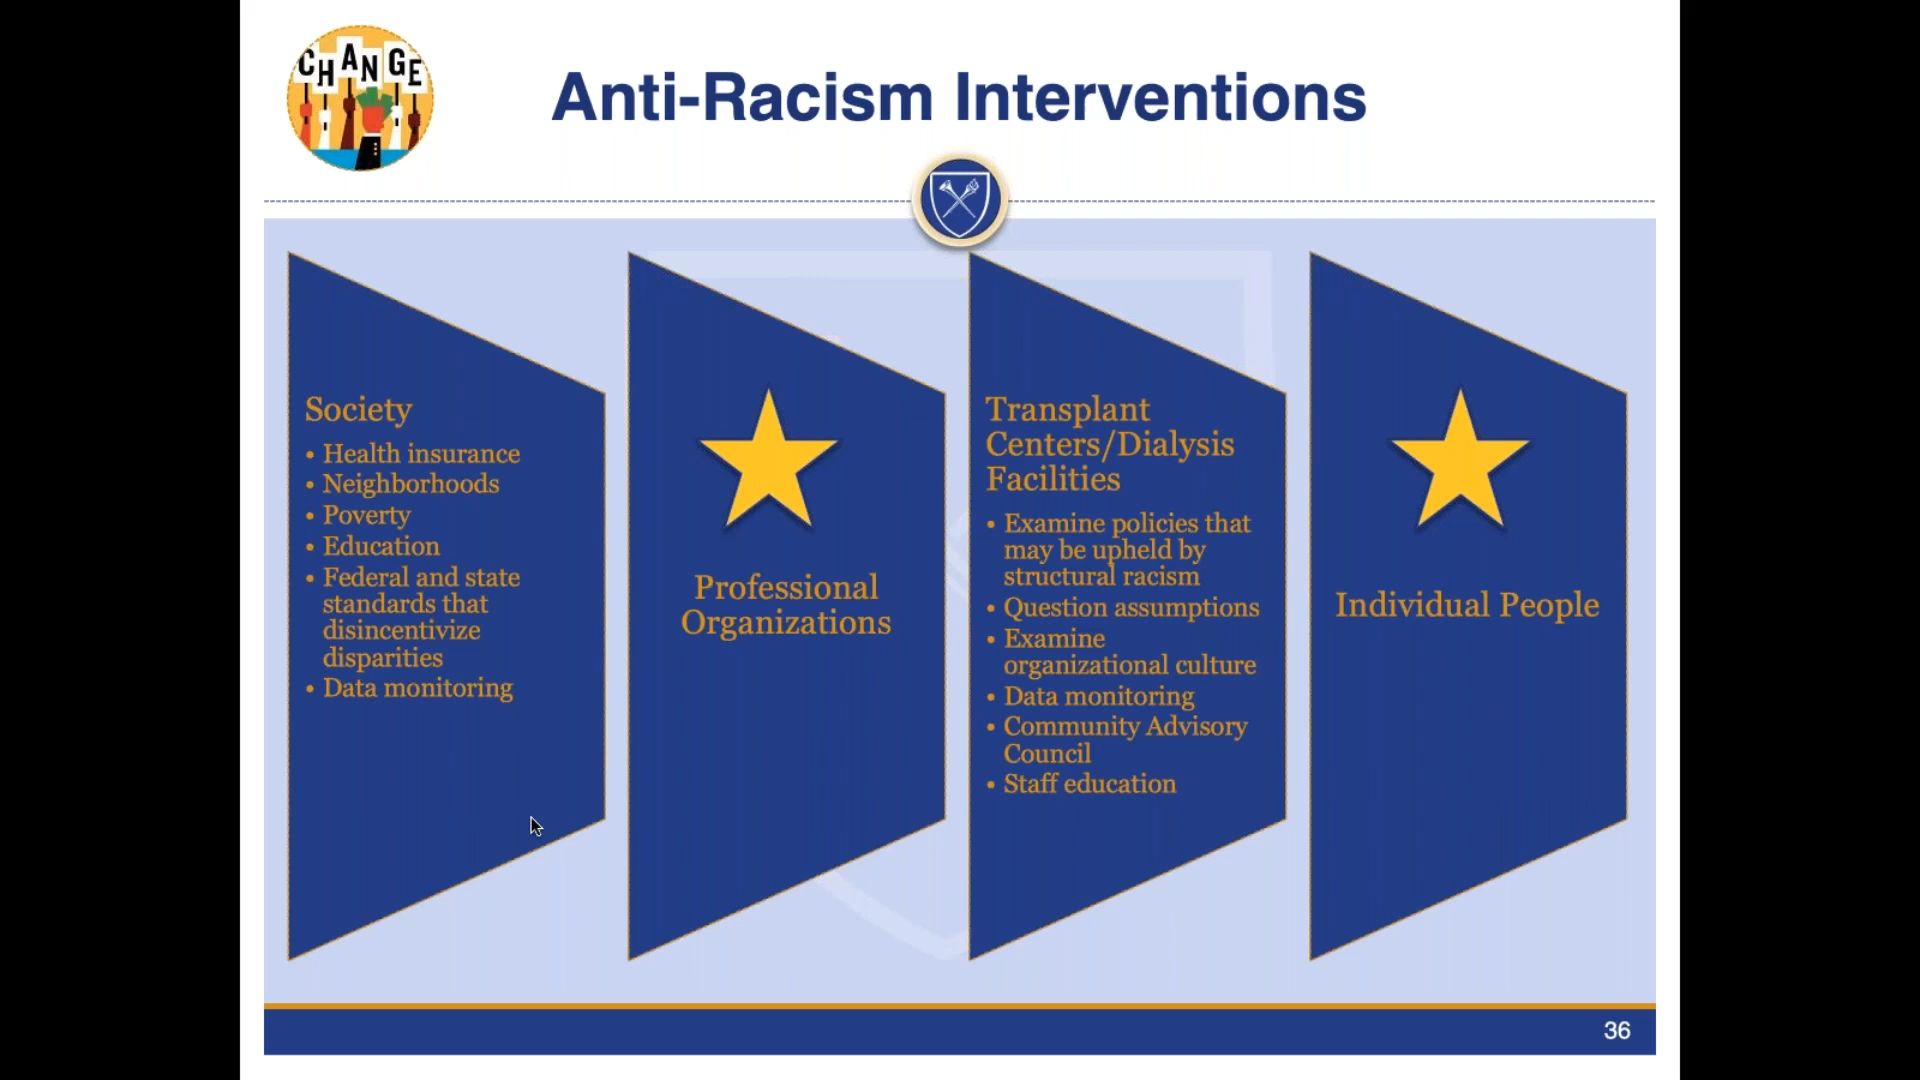 CHANGE
Anti-Racism Interventions
Society
• Health insurance
• Neighborhoods
• Poverty
• Education
• Federal and state
standards that
disincentivize
disparities
• Data monitoring
Professional
Organizations
Transplant
Centers/Dialysis
Facilities
• Examine policies that
may be upheld by
structural racism
• Question assumptions
• Examine
organizational culture
• Data monitoring
• Community Advisory
Council
• Staff education
Individual People
36